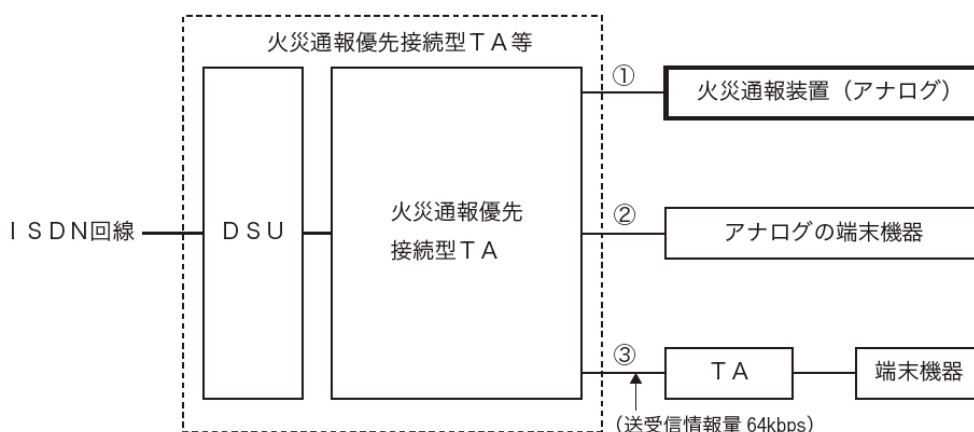 火災通報優先接続型ＴＡ等
①
火災通報装置（アナログ）
ＩＳＤＮ回線
ＤＳＵ
火災通報優先
接続型ＴＡ
②
アナログの端末機器
③
ＴＡ
端末機器
（送受信情報量 64kbps）